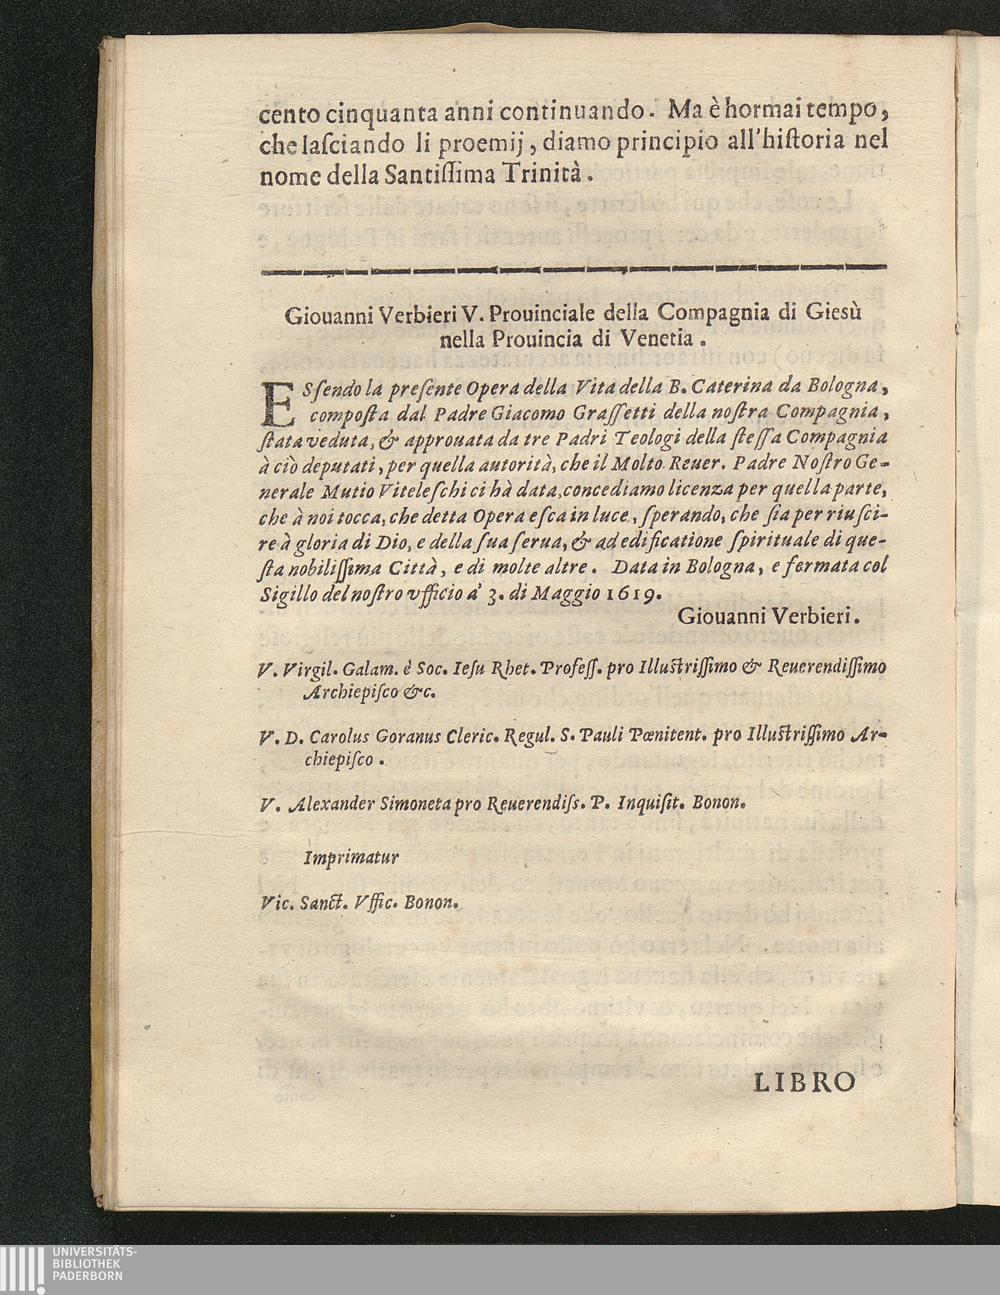 cento cinquanta anni continuando. Ma è hormai tempo,
che laſciando li proemij, diamo principio all'hiſtoria nel
nome della Santiſſima Trinità.
Giouanni Verbieri V. Prouinciale della Compagnia di Giesù
nella Prouincia di Venetia.
ESſendo la preſente Opera della Vita della B. Caterina da Bologna,
compoſta dal Padre Giacomo Graſſetti della noſtra Compagnia,
ſtata veduta, & approuata da tre Padri Teologi della ſteſſa Compagnia
à ciò deputati, per quella autorità, che il Molto Reuer. Padre Noſtro Ge-
nerale Mutio Viteleſchi ci hà data, concediamo licenza per quella parte,
che à noi tocca, che detta Opera eſca in luce, ſperando, che ſia per riuſci-
re à gloria di Dio, e della ſua ſerua, & ad edificatione ſpirituale di que-
ſta nobiliſſima Città, e di molte altre. Data in Bologna, e fermata col
Sigillo del noſtro vfficio a' 3. di Maggio 1619.
Giouanni Verbieri.
V. Virgil. Galam. è Soc. Ieſu Rhet. Profeſſ. pro Illuſtriſſimo & Reuerendiſſimo
Archiepiſco &c.
V. D. Carolus Goranus Cleric. Regul. S. Pauli Pœnitent. pro Illuſtriſſimo Ar-
chiepiſco.
V. Alexander Simoneta pro Reuerendiſs. P. Inquiſit. Bonon.
Imprimatur
Vic. Sanct. Vffic. Bonon.
LIBRO
UNIVERSITÄTS-
BIBLIOTHEK
PADERBORN